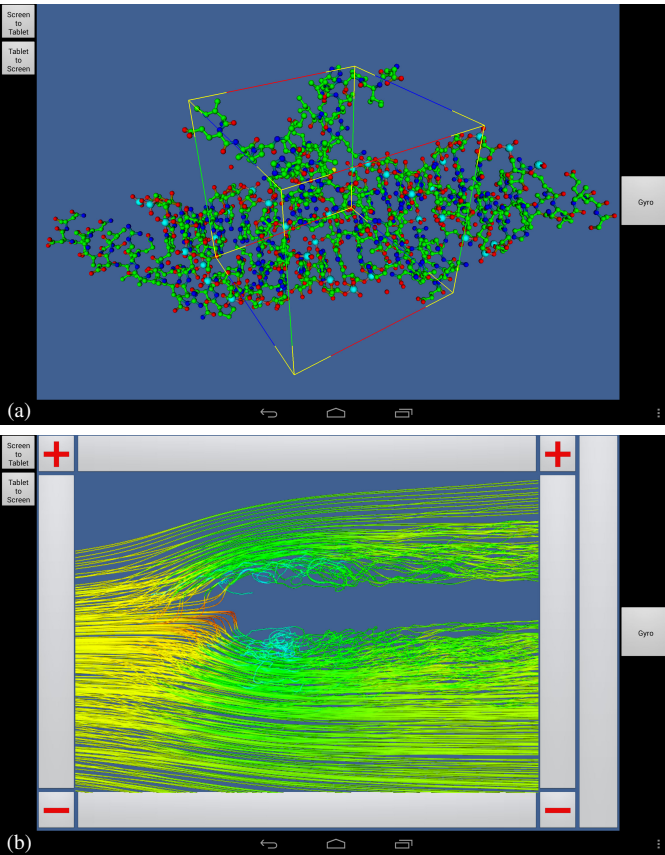 Screen
to
Tablet
Tablet
to
Screen
Gyro
(a)
Screen
to
Tablet
Tablet
to
Screen
Gyro
(b)